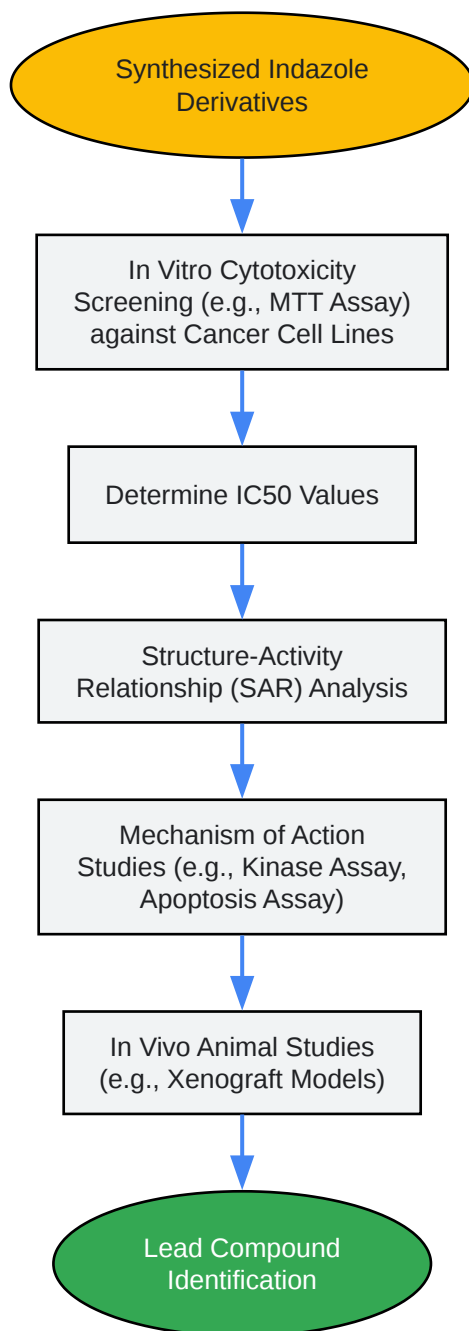 Synthesized Indazole
Derivatives
In Vitro Cytotoxicity
Screening (e.g., MTT Assay)
against Cancer Cell Lines
Determine IC50 Values
Structure-Activity
Relationship (SAR) Analysis
Mechanism of Action
Studies (e.g., Kinase Assay,
Apoptosis Assay)
In Vivo Animal Studies
(e.g., Xenograft Models)
Lead Compound
Identification